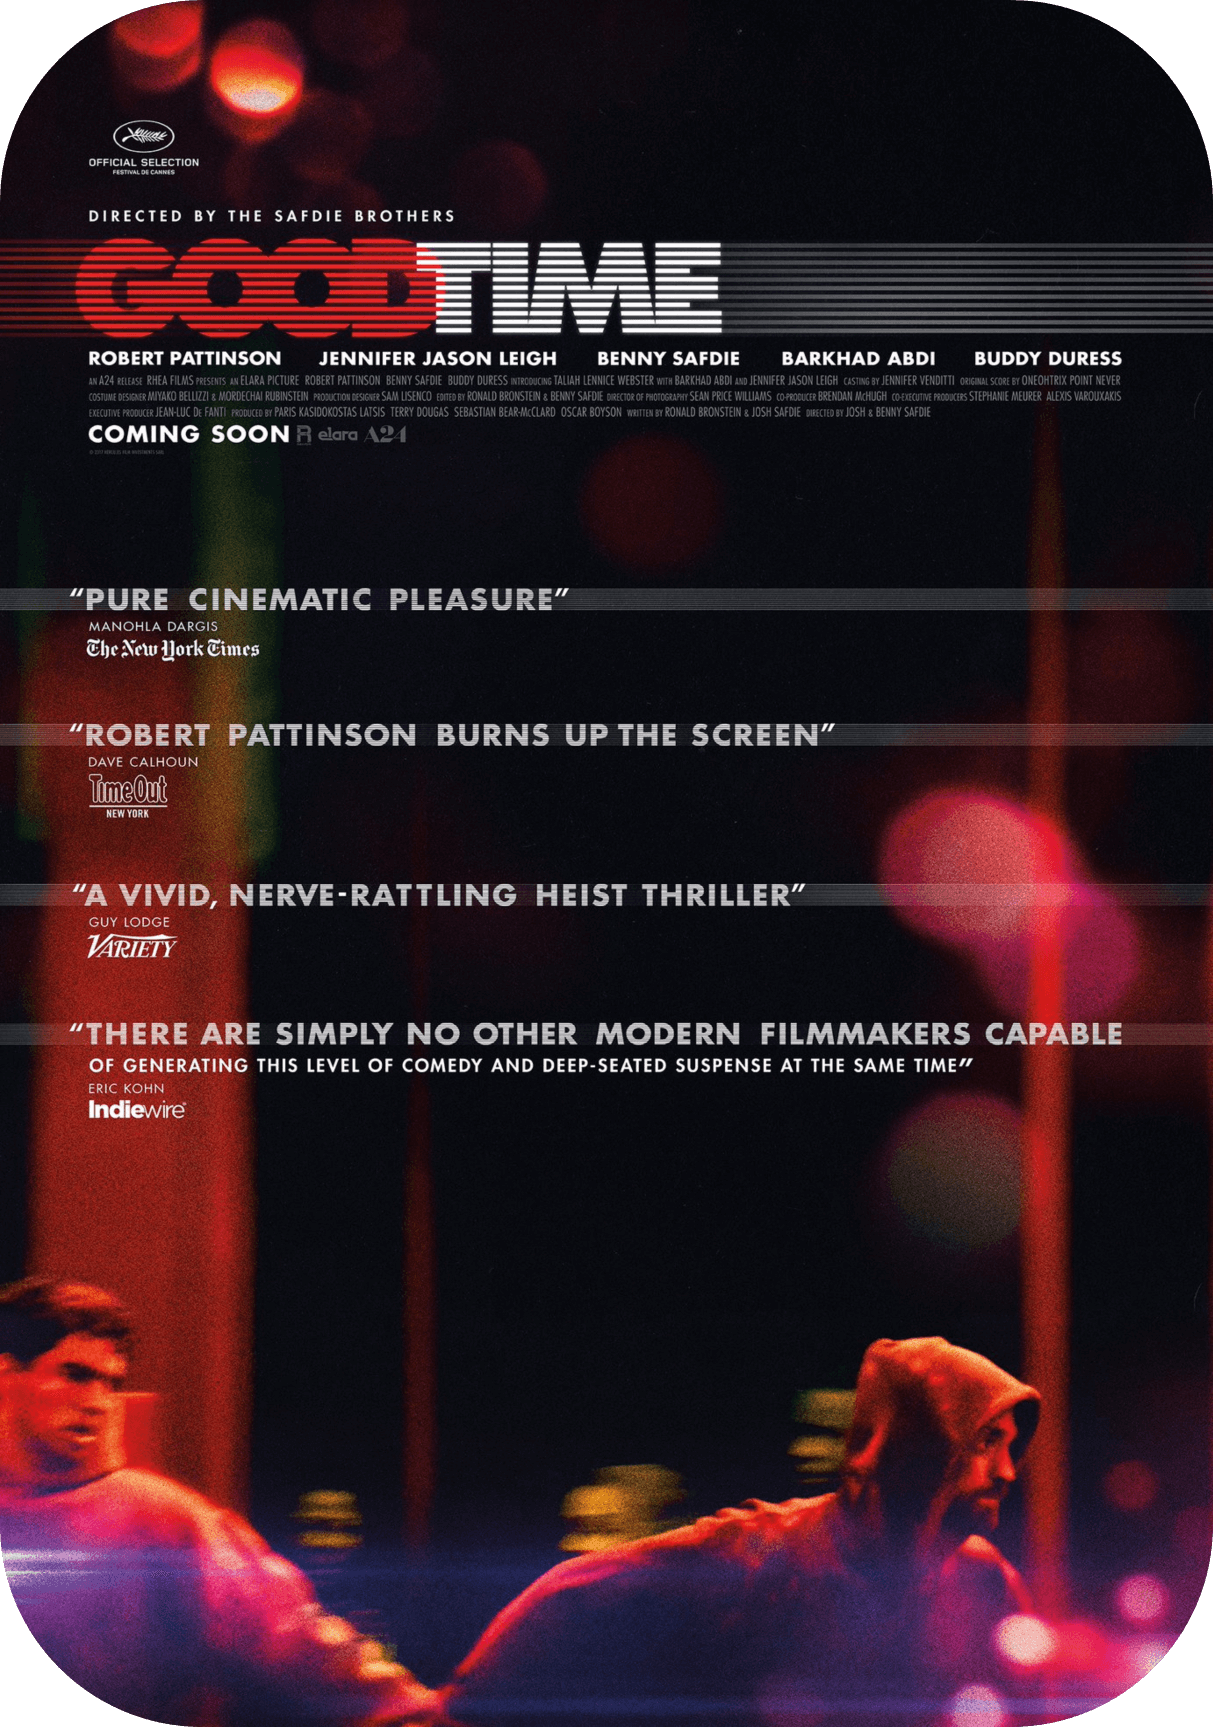 OFFICIAL SELECTION
FESTIVAL DE CANNES
DIRECTED BY THE SAFDIE BROTHERS
GOODTIME
ROBERT PATTINSON JENNIFER JASON LEIGH BENNY SAFDIE BARKHAD ABDI BUDDY DURESS
AN A24 RELEASE RHEA FILMS PRESENTS AN ELARA PICTURE ROBERT PATTINSON BENNY SAFDIE BUDDY DURESS INTRODUCING TALIAH LENNICE WEBSTER WITH BARKHAD ABDI AND JENNIFER JASON LEIGH CASTING BY JENNIFER VENDITTI ORIGINAL SCORE BY ONEOHTRIX POINT NEVER
COSTUME DESIGNER MIYAKO BELLIZZI & MORDECHAI RUBINSTEIN PRODUCTION DESIGNER SAM LISENCO EDITED BY RONALD BRONSTEIN & BENNY SAFDIE DIRECTOR OF PHOTOGRAPHY SEAN PRICE WILLIAMS CO-PRODUCER BRENDAN McHUGH CO-EXECUTIVE PRODUCERS STEPHANIE MEURER ALEXIS VAROUXAKIS
EXECUTIVE PRODUCER JEAN-LUC De FANTI PRODUCED BY PARIS KASIDOKOSTAS LATSIS TERRY DOUGAS SEBASTIAN BEAR-McCLARD OSCAR BOYSON WRITTEN BY RONALD BRONSTEIN & JOSH SAFDIE DIRECTED BY JOSH & BENNY SAFDIE
COMING SOON R elara A24
“PURE CINEMATIC PLEASURE”
MANOHLA DARGIS
The New York Times
“ROBERT PATTINSON BURNS UP THE SCREEN”
DAVE CALHOUN
TimeOut
NEW YORK
“A VIVID, NERVE-RATTLING HEIST THRILLER”
GUY LODGE
VARIETY
“THERE ARE SIMPLY NO OTHER MODERN FILMMAKERS CAPABLE
OF GENERATING THIS LEVEL OF COMEDY AND DEEP-SEATED SUSPENSE AT THE SAME TIME”
ERIC KOHN
Indiewire